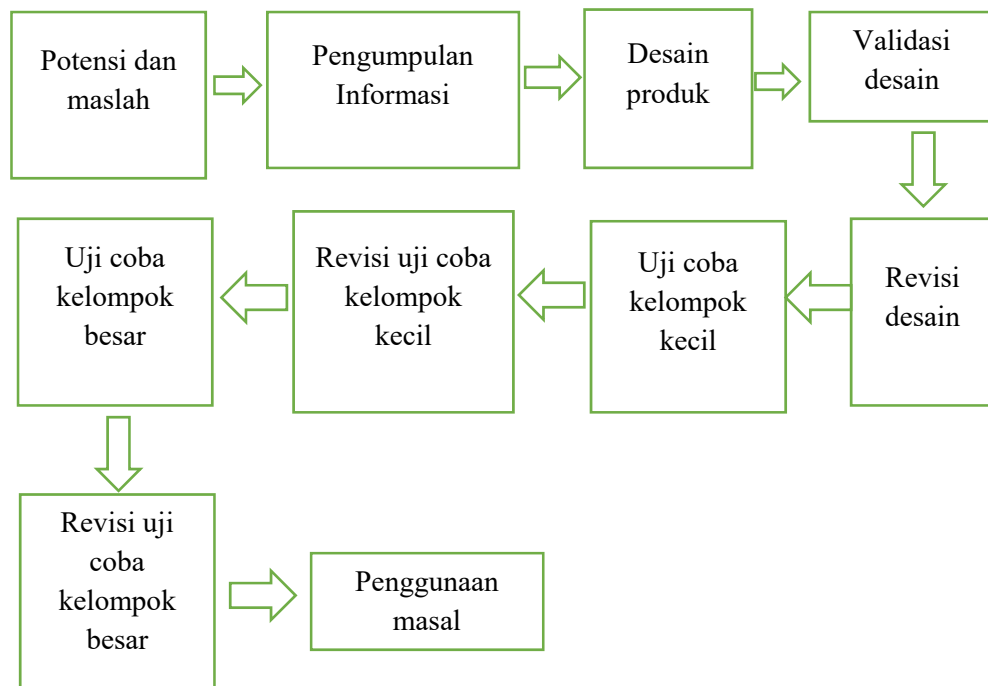 Potensi dan
maslah
Pengumpulan
Informasi
Desain
produk
Validasi
desain
Revisi
desain
Uji coba
kelompok
kecil
Revisi uji coba
kelompok
kecil
Uji coba
kelompok
besar
Revisi uji
coba
kelompok
besar
Penggunaan
masal